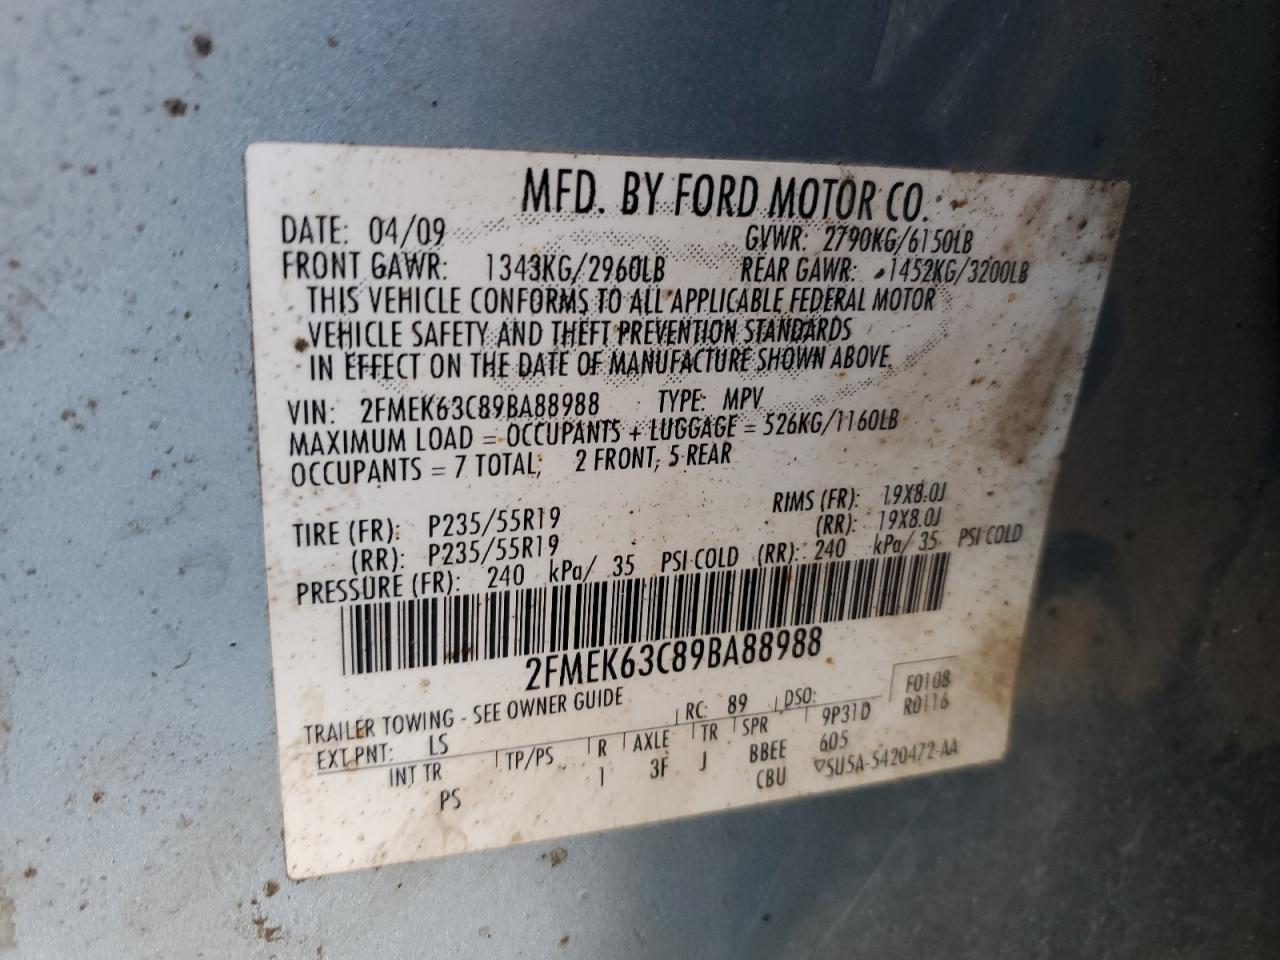 MFD. BY FORD MOTOR CO.
DATE: 04/09 GVWR: 2790KG/6150LB
FRONT GAWR: 1343KG/2960LB REAR GAWR: 1452KG/3200LB
THIS VEHICLE CONFORMS TO ALL APPLICABLE FEDERAL MOTOR
VEHICLE SAFETY AND THEFT PREVENTION STANDARDS
IN EFFECT ON THE DATE OF MANUFACTURE SHOWN ABOVE.
VIN: 2FMEK63C89BA88988 TYPE: MPV
MAXIMUM LOAD = OCCUPANTS + LUGGAGE = 526KG/1160LB
OCCUPANTS = 7 TOTAL; 2 FRONT, 5 REAR
TIRE (FR): P235/55R19 RIMS (FR): 19X8.0J
(RR): P235/55R19 (RR): 19X8.0J
PRESSURE (FR): 240 kPa/ 35 PSI COLD (RR): 240 kPa/ 35 PSI COLD
2FMEK63C89BA88988
TRAILER TOWING - SEE OWNER GUIDE
EXT PNT: LS RC: 89 DSO: F0108
INT TR TP/PS R AXLE TR SPR 9P31D R0116
PS 1 3F J BBEE 605
CBU ▽5U5A-5420472-AA